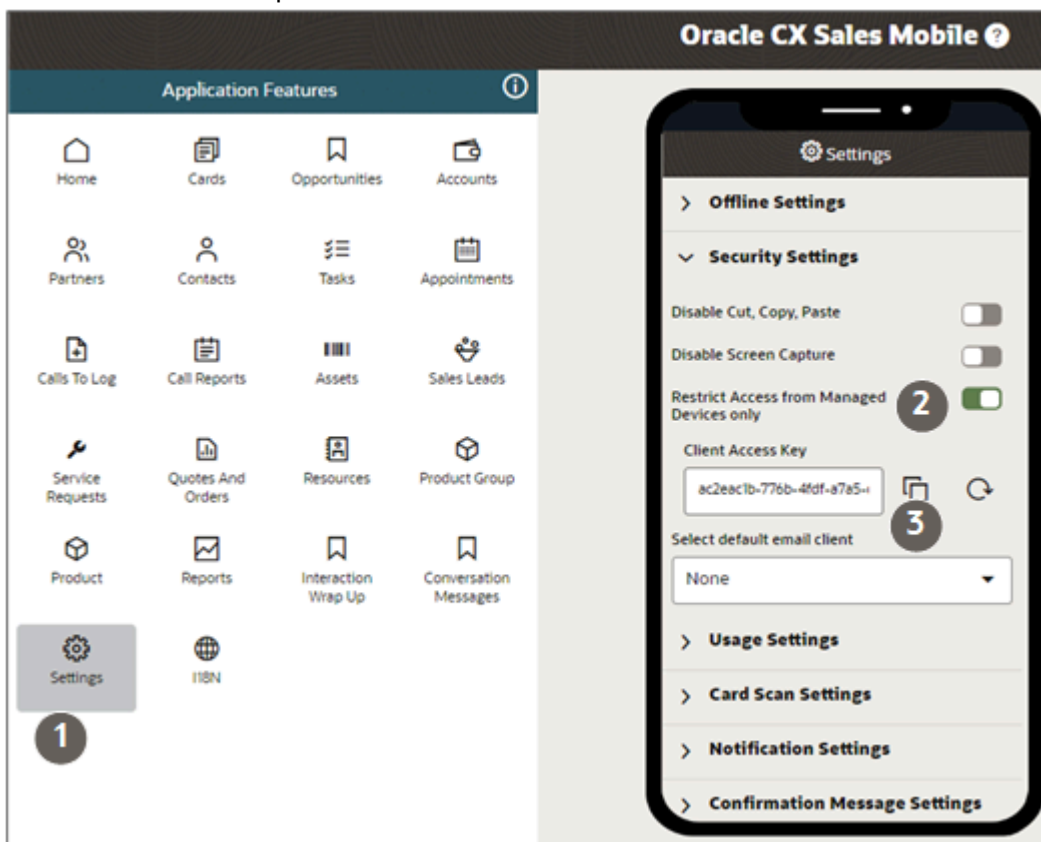 Oracle CX Sales Mobile ?
Application Features
Home
Cards
Opportunities
Accounts
Partners
Contacts
Tasks
Appointments
Calls To Log
Call Reports
Assets
Sales Leads
Service
Requests
Quotes And
Orders
Resources
Product Group
Product
Reports
Interaction
Wrap Up
Conversation
Messages
Settings
I18N
1
Settings
Offline Settings
Security Settings
Disable Cut, Copy, Paste
Disable Screen Capture
Restrict Access from Managed
Devices only
2
Client Access Key
ac2eac1b-776b-4fdf-a7a5-
3
Select default email client
None
Usage Settings
Card Scan Settings
Notification Settings
Confirmation Message Settings